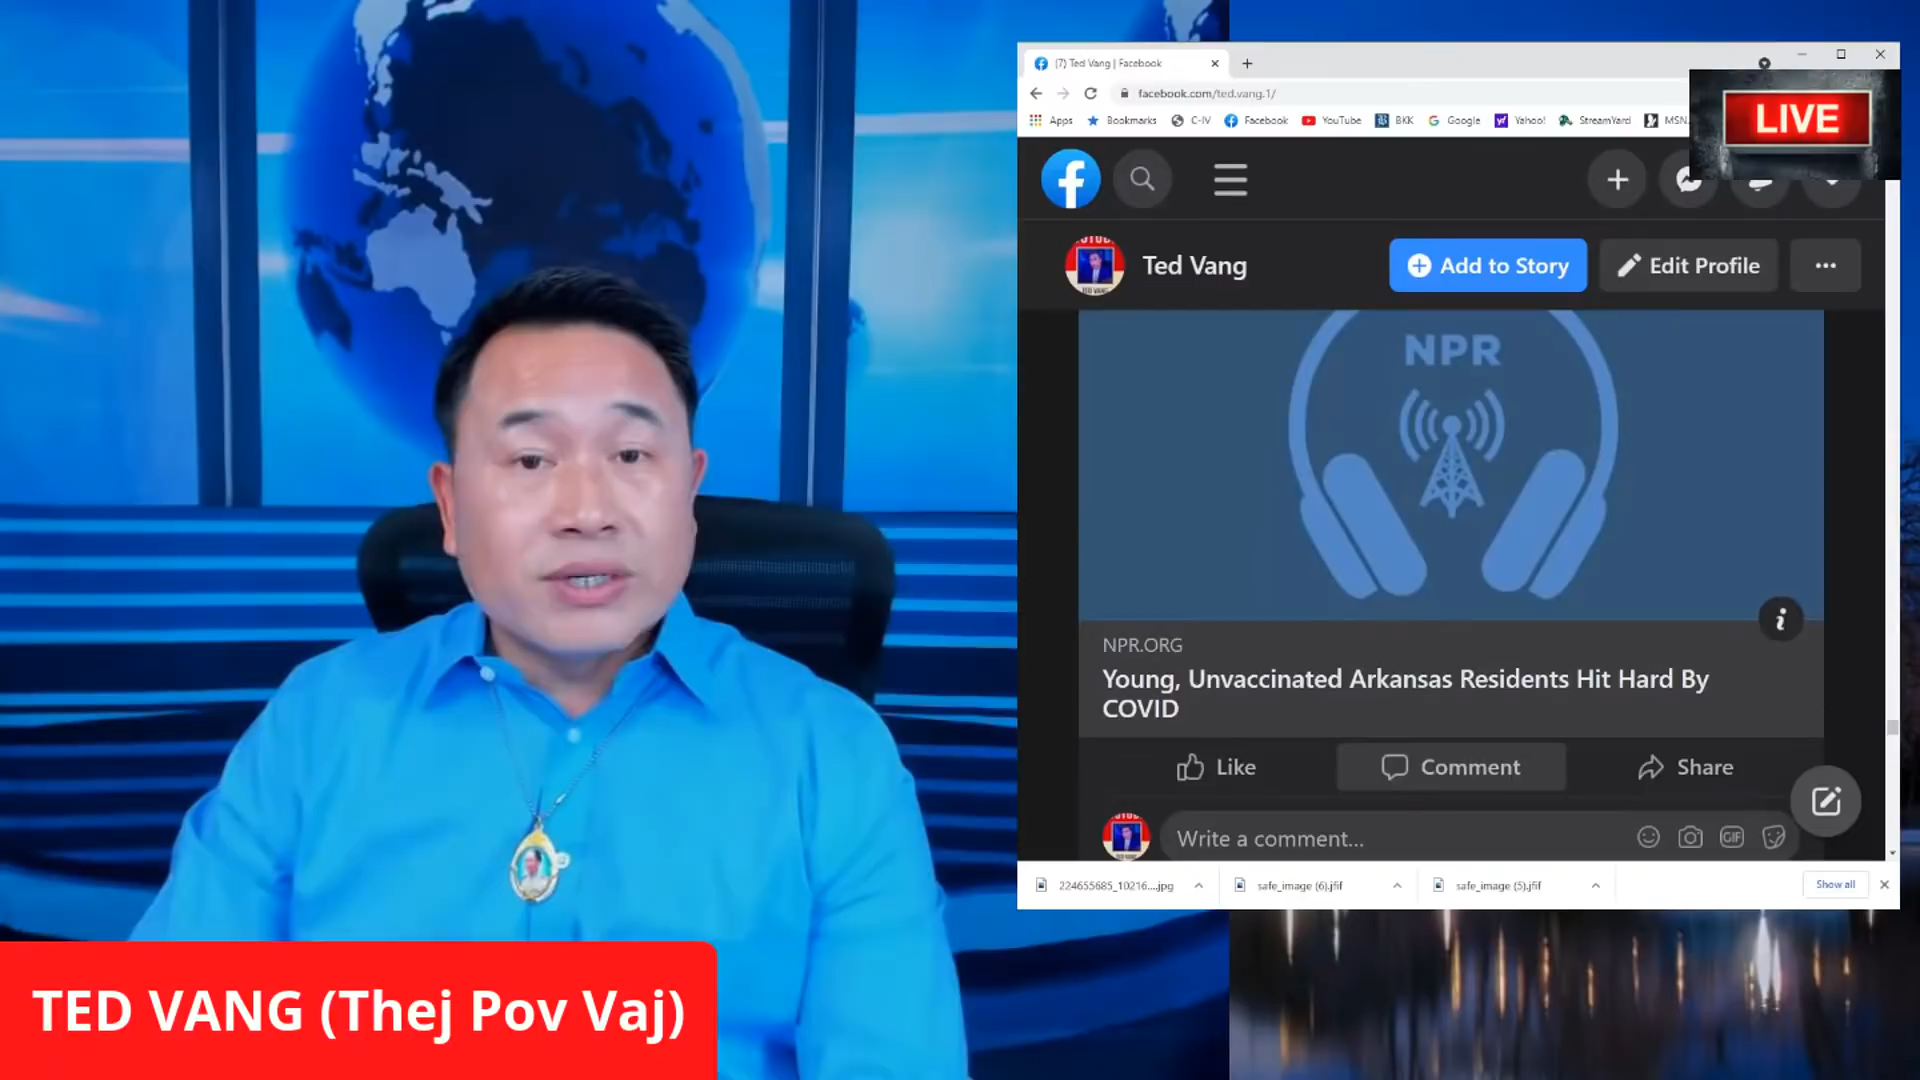 (7) Ted Vang | Facebook
facebook.com/ted.vang.1/
Apps Bookmarks C-IV Facebook YouTube BKK Google Yahoo! StreamYard MSN
LIVE
Ted Vang
Add to Story
Edit Profile
NPR
NPR.ORG
Young, Unvaccinated Arkansas Residents Hit Hard By
COVID
Like
Comment
Share
Write a comment...
GIF
224655685_10216....jpg
safe_image (6).jfif
safe_image (5).jfif
Show all
TED VANG (Thej Pov Vaj)